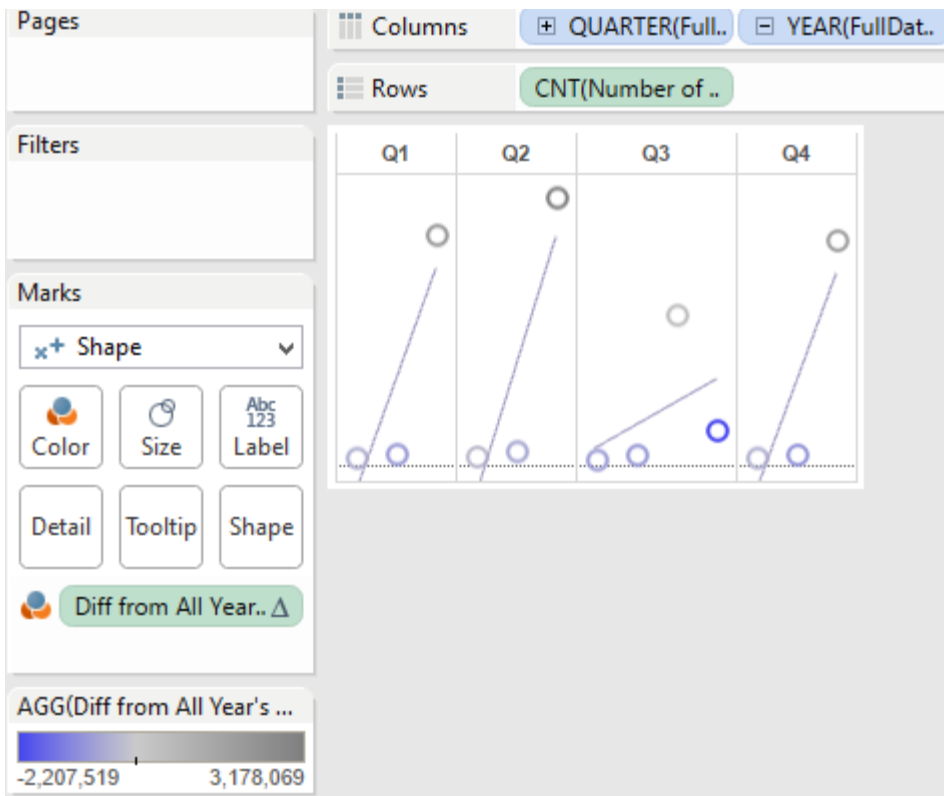 Pages
Columns
QUARTER(Full..
YEAR(FullDat..
Rows
CNT(Number of ..
Filters
Q1 Q2 Q3 Q4
Marks
Shape
Color
Size
Abc
123
Label
Detail
Tooltip
Shape
Diff from All Year.. Δ
AGG(Diff from All Year's ...
-2,207,519 3,178,069